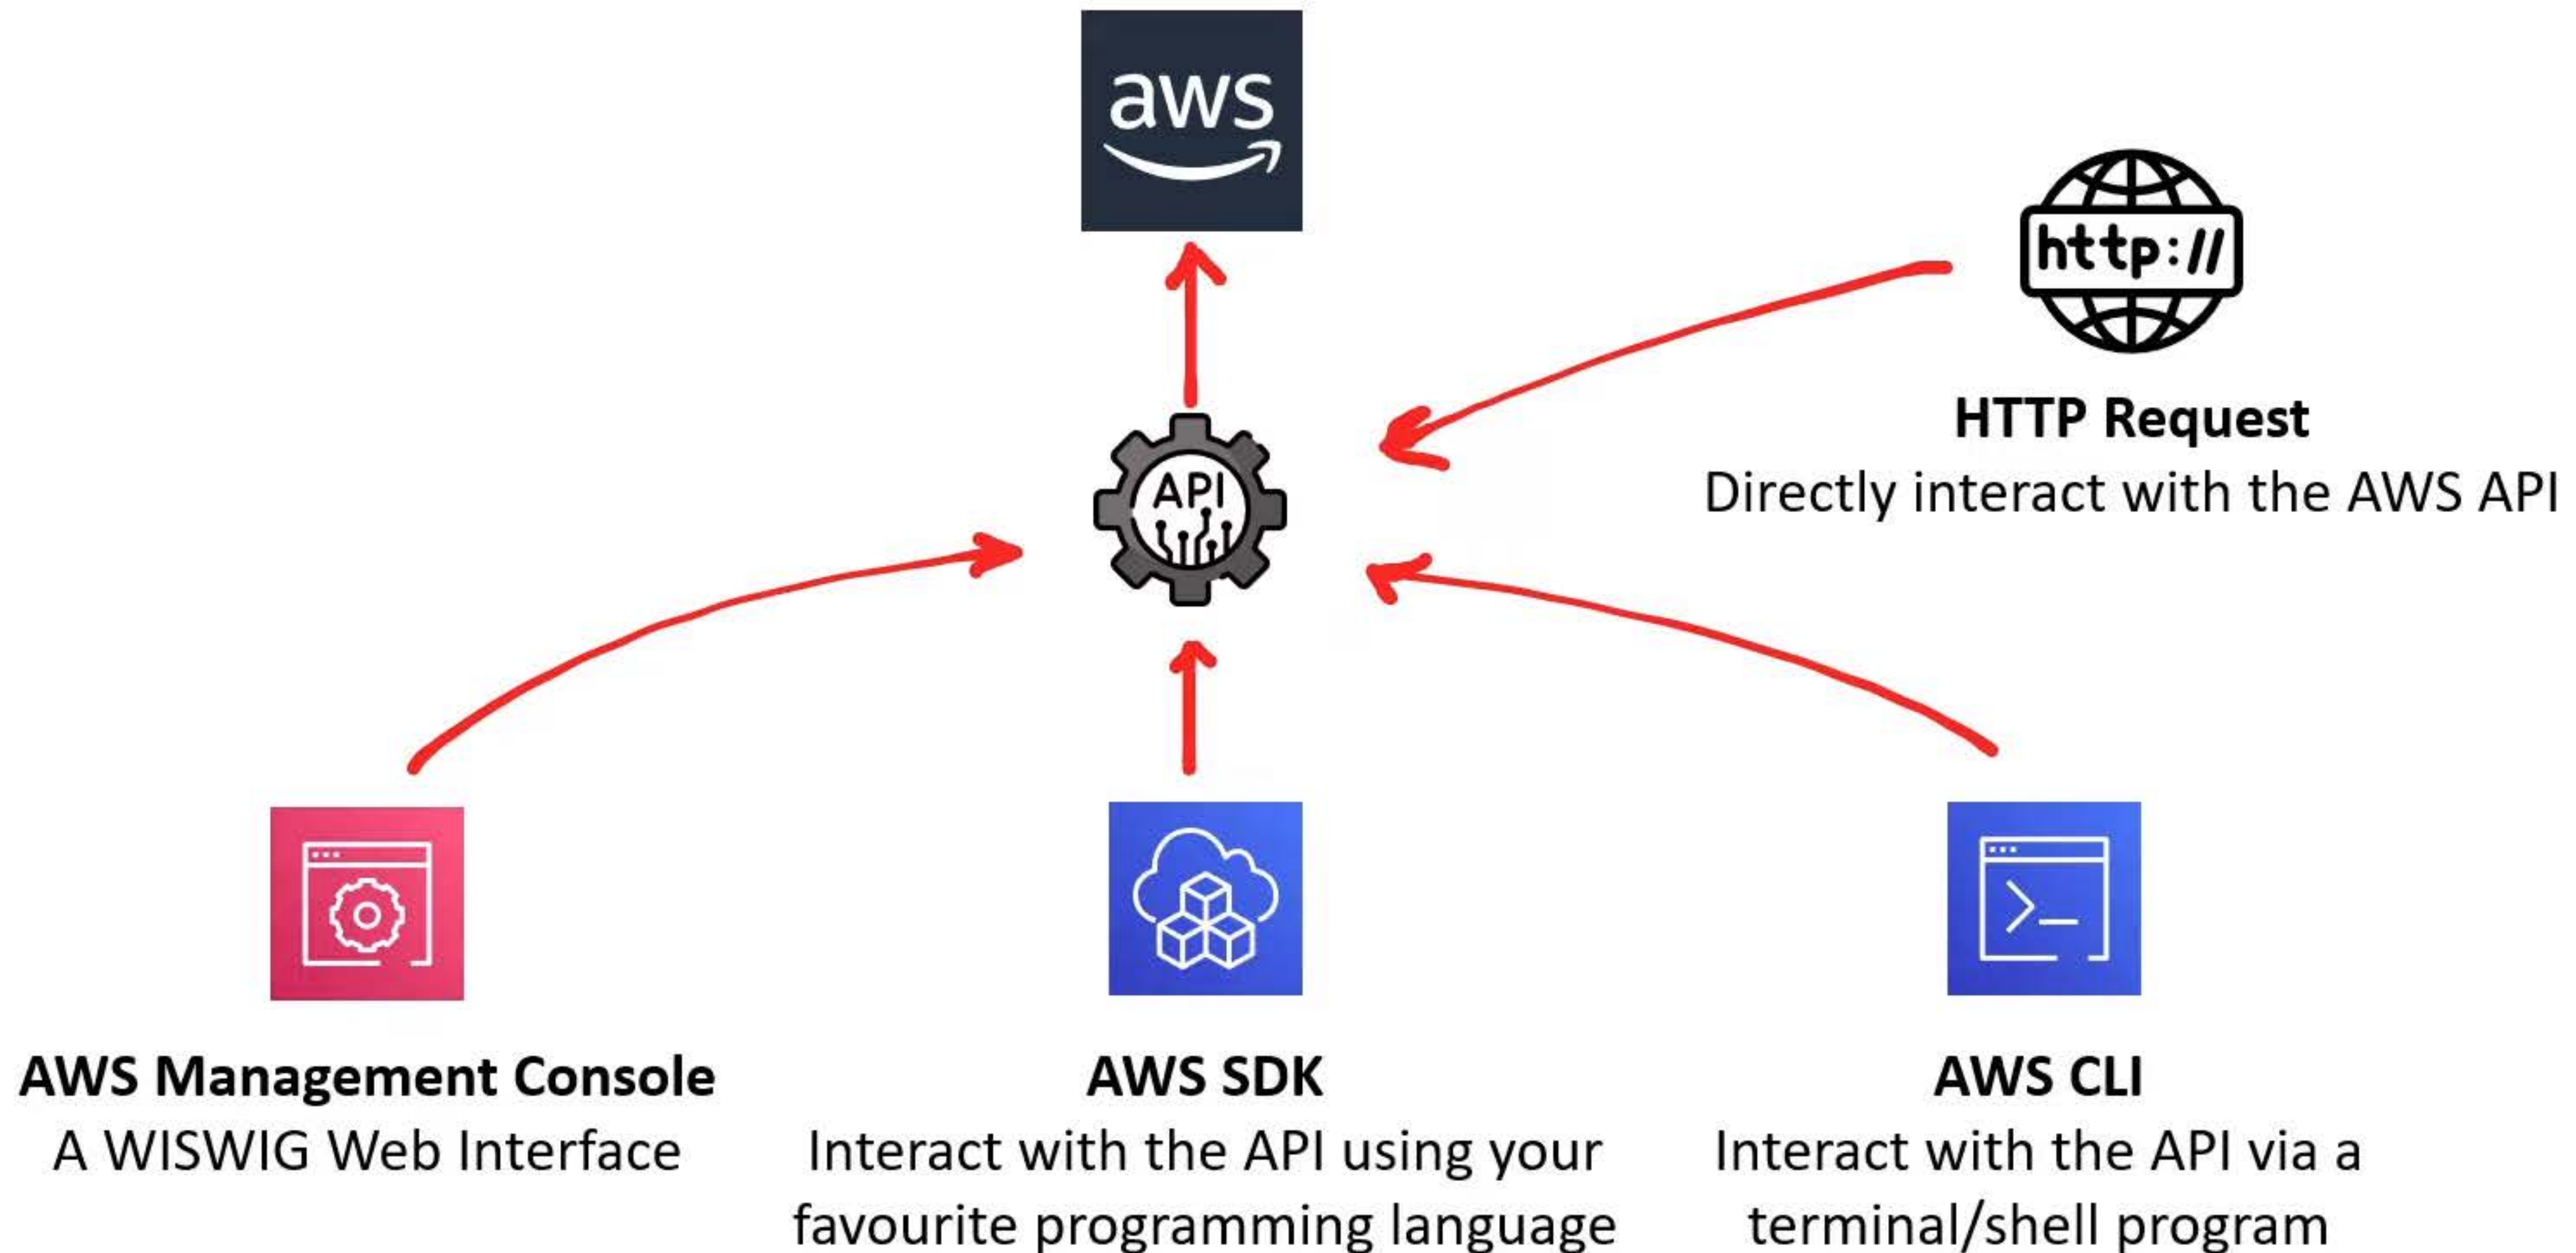 aws
http://
HTTP Request
Directly interact with the AWS API
API
AWS Management Console
A WISWIG Web Interface
AWS SDK
Interact with the API using your
favourite programming language
AWS CLI
Interact with the API via a
terminal/shell program